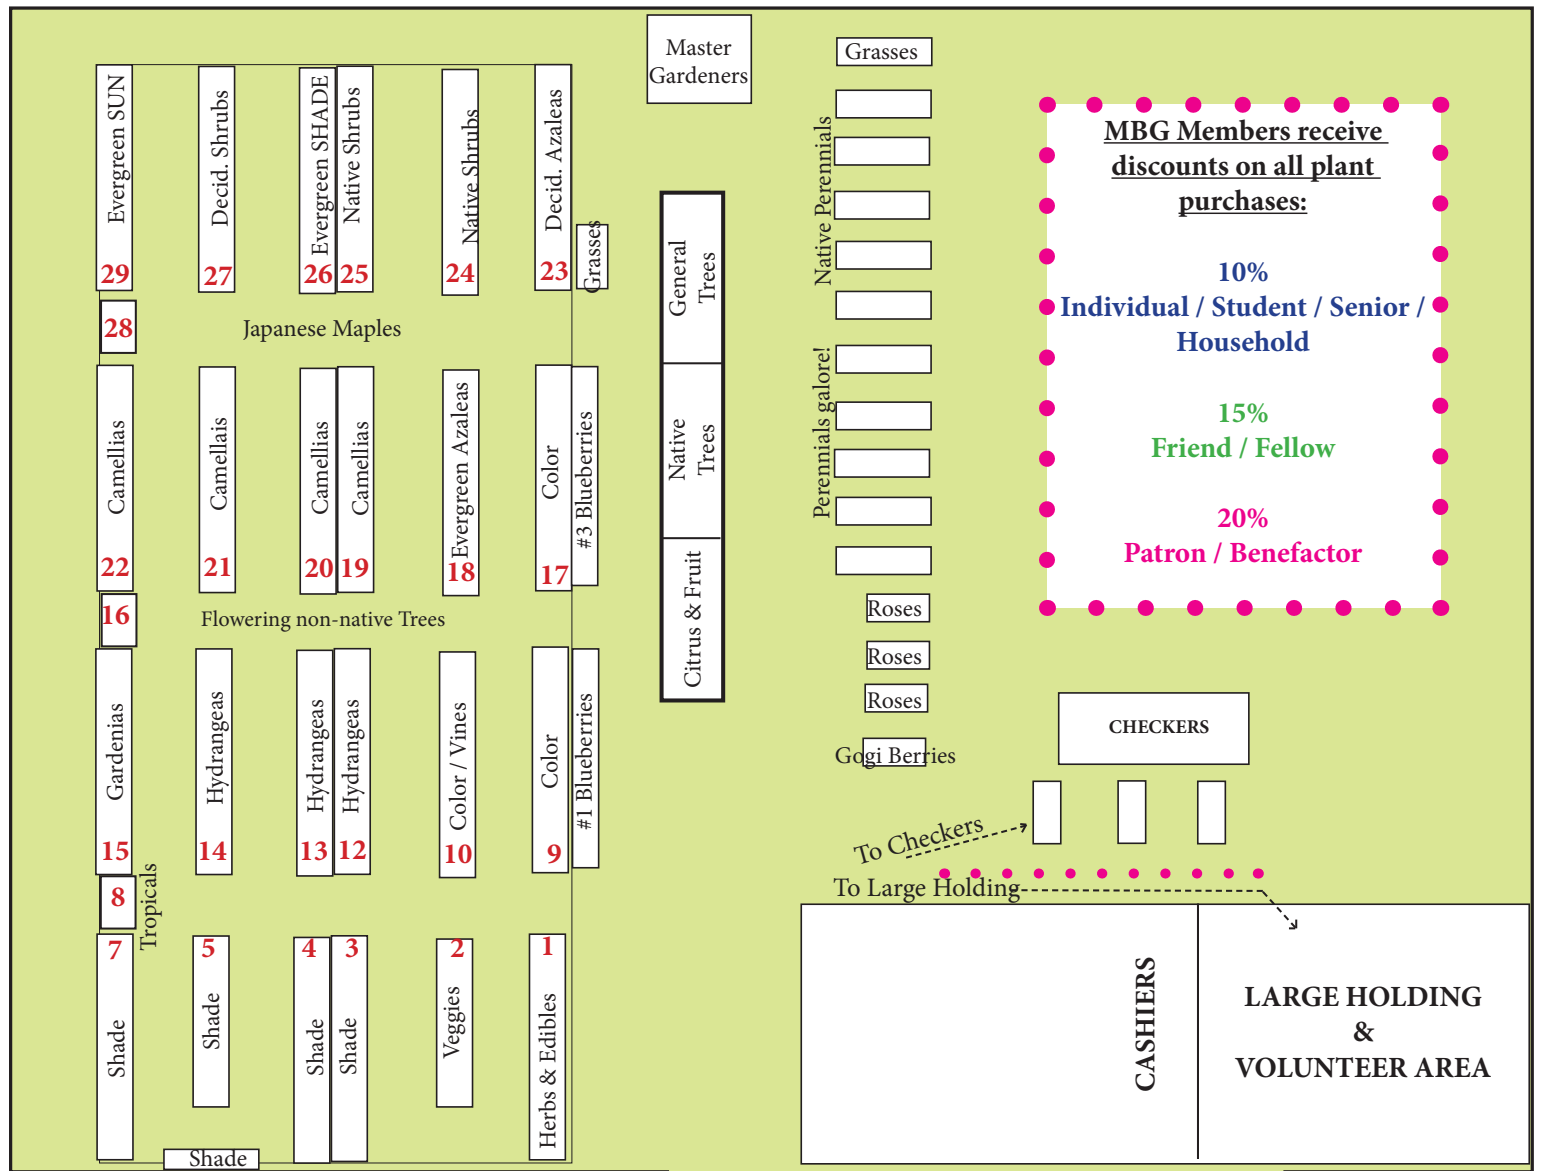 Master
Gardeners
Grasses
Evergreen SUN
29
Decid. Shrubs
27
Evergreen SHADE
26
Native Shrubs
25
Native Shrubs
24
Decid. Azaleas
23
Grasses
28
Japanese Maples
Camellias
22
Camellais
21
Camellias
20
Camellias
19
Evergreen Azaleas
18
Color
17
#3 Blueberries
16
Flowering non-native Trees
Gardenias
15
Hydrangeas
14
Hydrangeas
13
Hydrangeas
12
Color / Vines
10
Color
9
#1 Blueberries
8
Tropicals
7
Shade
5
Shade
4
Shade
3
Shade
2
Veggies
1
Herbs & Edibles
Shade
General
Trees
Native
Trees
Citrus & Fruit
Native Perennials
Perennials galore!
Roses
Roses
Roses
Gogi Berries
MBG Members receive
discounts on all plant
purchases:
10%
Individual / Student / Senior /
Household
15%
Friend / Fellow
20%
Patron / Benefactor
CHECKERS
To Checkers
To Large Holding
CASHIERS
LARGE HOLDING
&
VOLUNTEER AREA